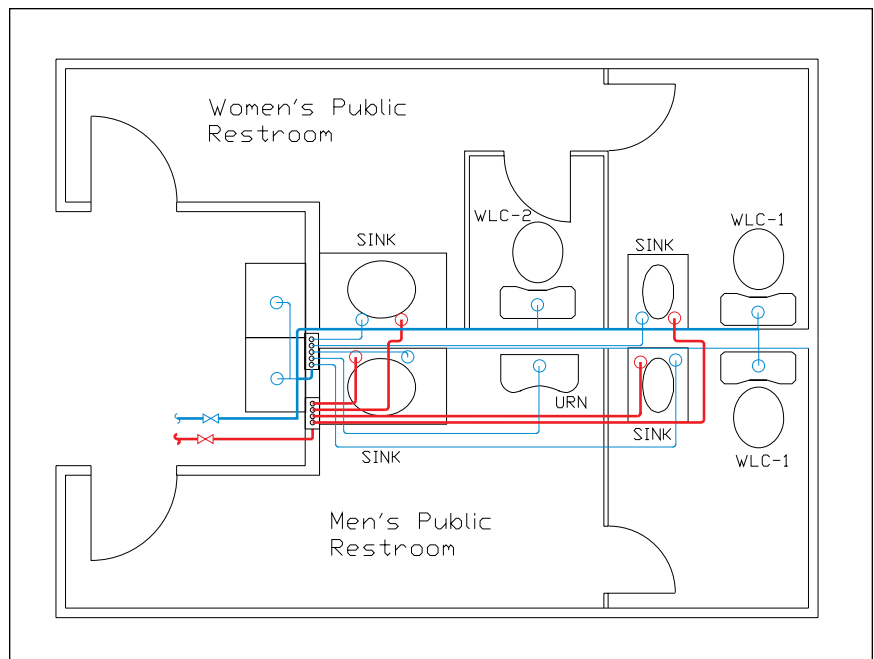 Women's Public
Restroom
WLC-2
WLC-1
SINK
SINK
URN
SINK
SINK
WLC-1
Men's Public
Restroom